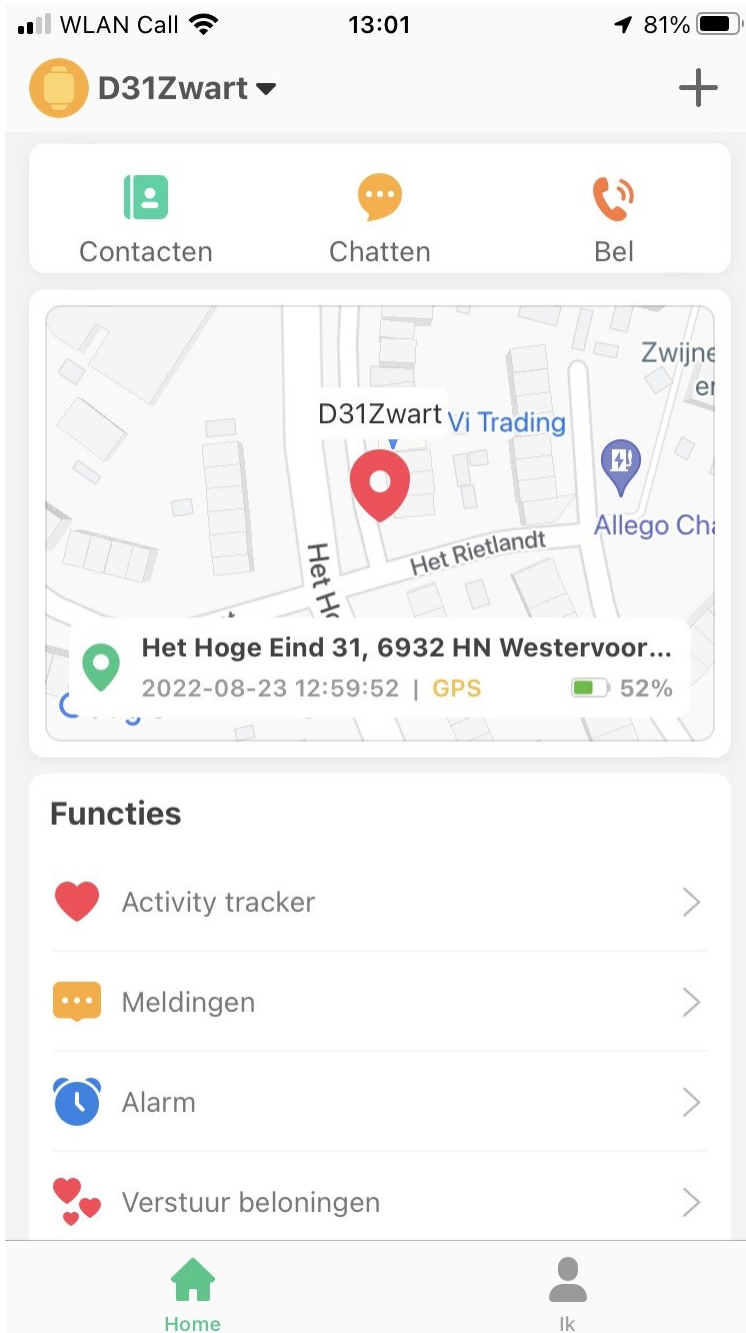 WLAN Call 13:01 81%
D31Zwart
Contacten Chatten Bel
Zwijne
er
D31Zwart
Vi Trading
Allego Cha
Het Rietlandt
Het Ho
Het Hoge Eind 31, 6932 HN Westervoor...
2022-08-23 12:59:52 | GPS 52%
Functies
Activity tracker
Meldingen
Alarm
Verstuur beloningen
Home Ik